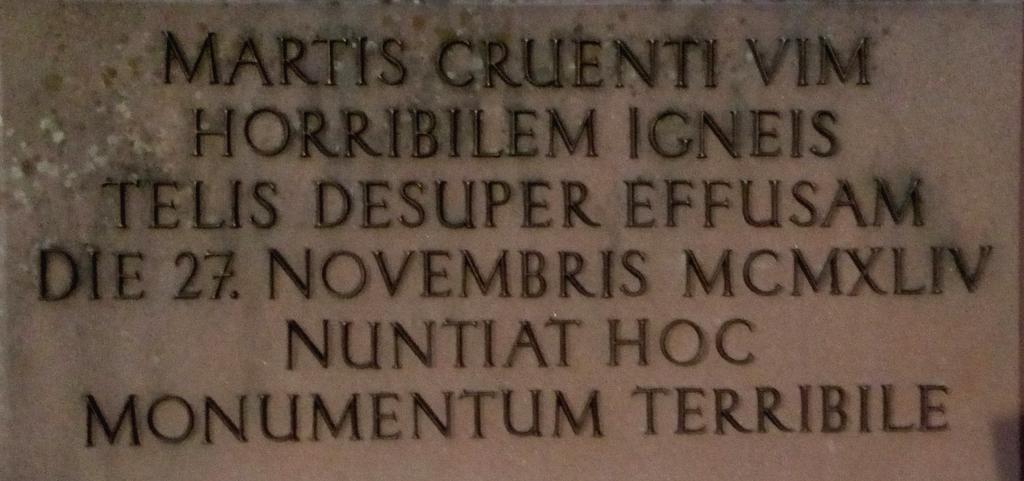 MARTIS CRUENTI VIM
HORRIBILEM IGNEIS
TELIS DESUPER EFFUSAM
DIE 27. NOVEMBRIS MCMXLIV
NUNTIAT HOC
MONUMENTUM TERRIBILE